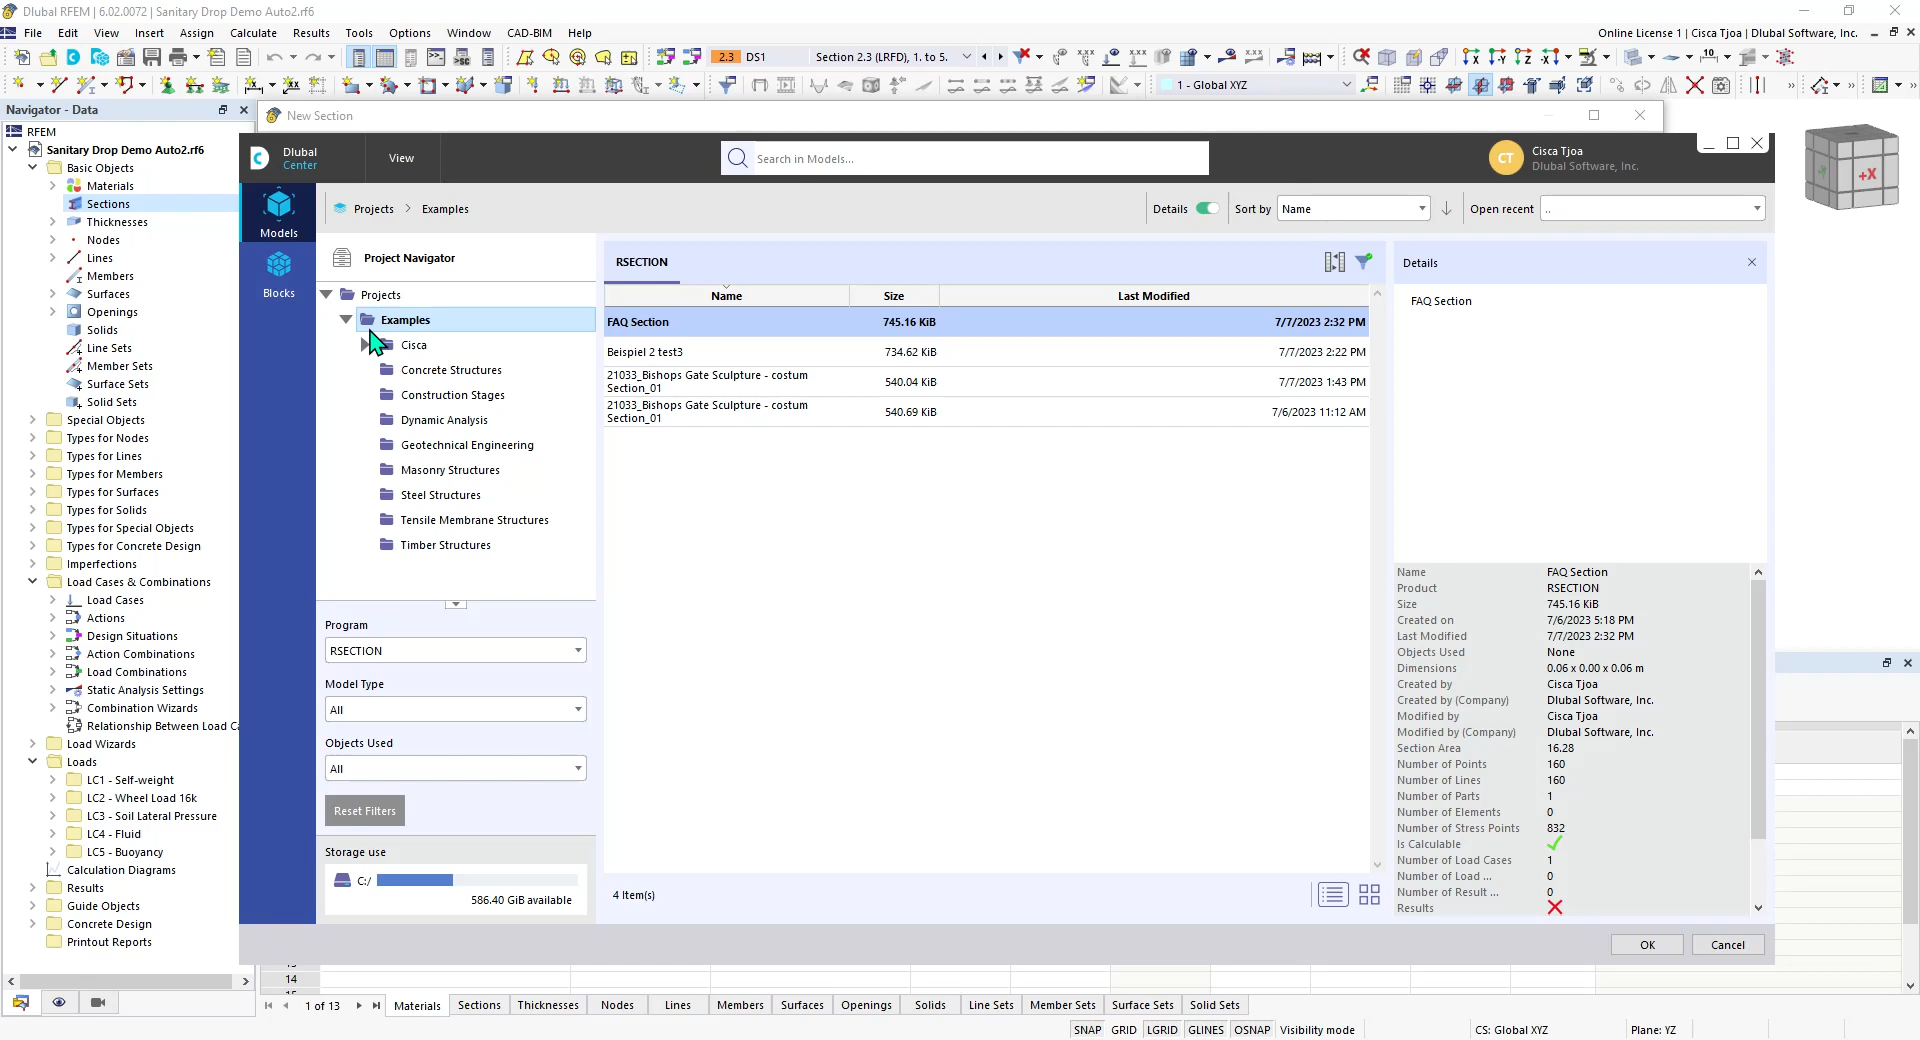 Dlubal RFEM | 6.02.0072 | Sanitary Drop Demo Auto2.rf6
File Edit View Insert Assign Calculate Results Tools Options Window CAD-BIM Help
Online License 1 | Cisca Tjoa | Dlubal Software, Inc.
2.3 DS1 Section 2.3 (LRFD), 1. to 5.
1 - Global XYZ
Navigator - Data
New Section
RFEM
Sanitary Drop Demo Auto2.rf6
Basic Objects
Materials
Sections
Thicknesses
Nodes
Lines
Members
Surfaces
Openings
Solids
Line Sets
Member Sets
Surface Sets
Solid Sets
Special Objects
Types for Nodes
Types for Lines
Types for Members
Types for Surfaces
Types for Solids
Types for Special Objects
Types for Concrete Design
Imperfections
Load Cases & Combinations
Load Cases
Actions
Design Situations
Action Combinations
Load Combinations
Static Analysis Settings
Combination Wizards
Relationship Between Load Ca
Load Wizards
Loads
LC1 - Self-weight
LC2 - Wheel Load 16k
LC3 - Soil Lateral Pressure
LC4 - Fluid
LC5 - Buoyancy
Calculation Diagrams
Results
Guide Objects
Concrete Design
Printout Reports
Dlubal
Center
View
Search in Models...
CT
Cisca Tjoa
Dlubal Software, Inc.
+X
Models
Blocks
Projects > Examples
Details Sort by Name Open recent ..
Project Navigator
Projects
Examples
Cisca
Concrete Structures
Construction Stages
Dynamic Analysis
Geotechnical Engineering
Masonry Structures
Steel Structures
Tensile Membrane Structures
Timber Structures
Program
RSECTION
Model Type
All
Objects Used
All
Reset Filters
Storage use
C:/
586.40 GiB available
RSECTION
Name Size Last Modified
FAQ Section 745.16 KiB 7/7/2023 2:32 PM
Beispiel 2 test3 734.62 KiB 7/7/2023 2:22 PM
21033_Bishops Gate Sculpture - costum
Section_01 540.04 KiB 7/7/2023 1:43 PM
21033_Bishops Gate Sculpture - costum
Section_01 540.69 KiB 7/6/2023 11:12 AM
4 Item(s)
Details
FAQ Section
Name FAQ Section
Product RSECTION
Size 745.16 KiB
Created on 7/6/2023 5:18 PM
Last Modified 7/7/2023 2:32 PM
Objects Used None
Dimensions 0.06 x 0.00 x 0.06 m
Created by Cisca Tjoa
Created by (Company) Dlubal Software, Inc.
Modified by Cisca Tjoa
Modified by (Company) Dlubal Software, Inc.
Section Area 16.28
Number of Points 160
Number of Lines 160
Number of Parts 1
Number of Elements 0
Number of Stress Points 832
Is Calculable
Number of Load Cases 1
Number of Load ... 0
Number of Result ... 0
Results
OK Cancel
14
1 of 13 Materials Sections Thicknesses Nodes Lines Members Surfaces Openings Solids Line Sets Member Sets Surface Sets Solid Sets
SNAP GRID LGRID GLINES OSNAP Visibility mode CS: Global XYZ Plane: YZ